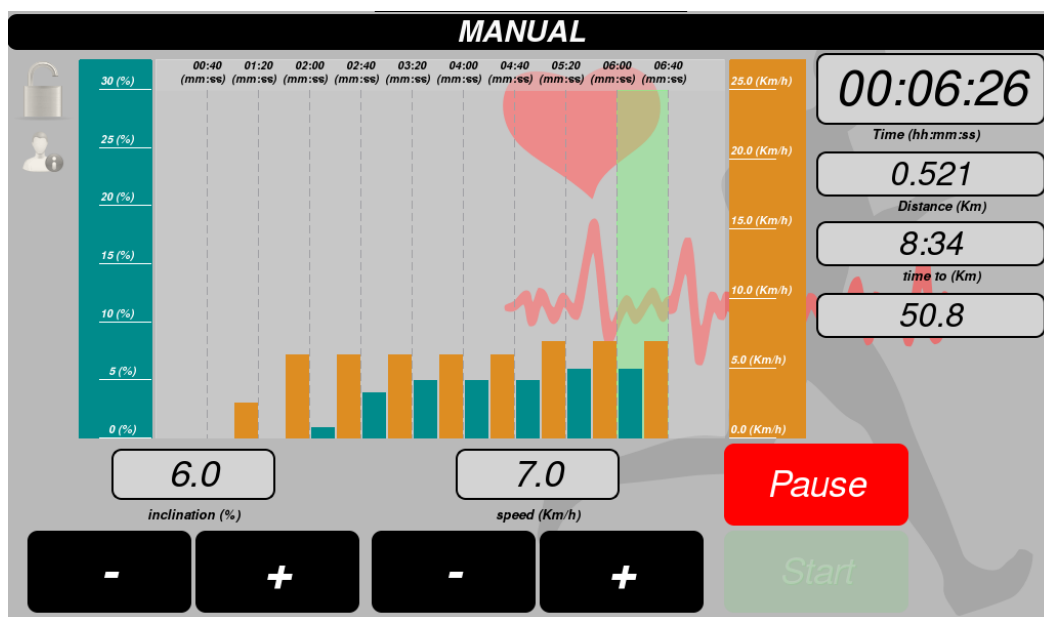 MANUAL
00:40 01:20 02:00 02:40 03:20 04:00 04:40 05:20 06:00 06:40
(mm:ss) (mm:ss) (mm:ss) (mm:ss) (mm:ss) (mm:ss) (mm:ss) (mm:ss) (mm:ss) (mm:ss)
30 (%)
25 (%)
20 (%)
15 (%)
10 (%)
5 (%)
0 (%)
25.0 (Km/h)
20.0 (Km/h)
15.0 (Km/h)
10.0 (Km/h)
5.0 (Km/h)
0.0 (Km/h)
00:06:26
Time (hh:mm:ss)
0.521
Distance (Km)
8:34
time to (Km)
50.8
6.0
inclination (%)
7.0
speed (Km/h)
Pause
- + - +
Start